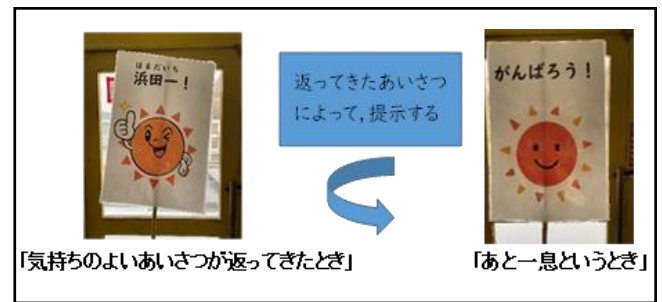 はまだいち
浜田一！
返ってきたあいさつ
によって，提示する
がんばろう！
「気持ちのよいあいさつが返ってきたとき」
「あと一息というとき」